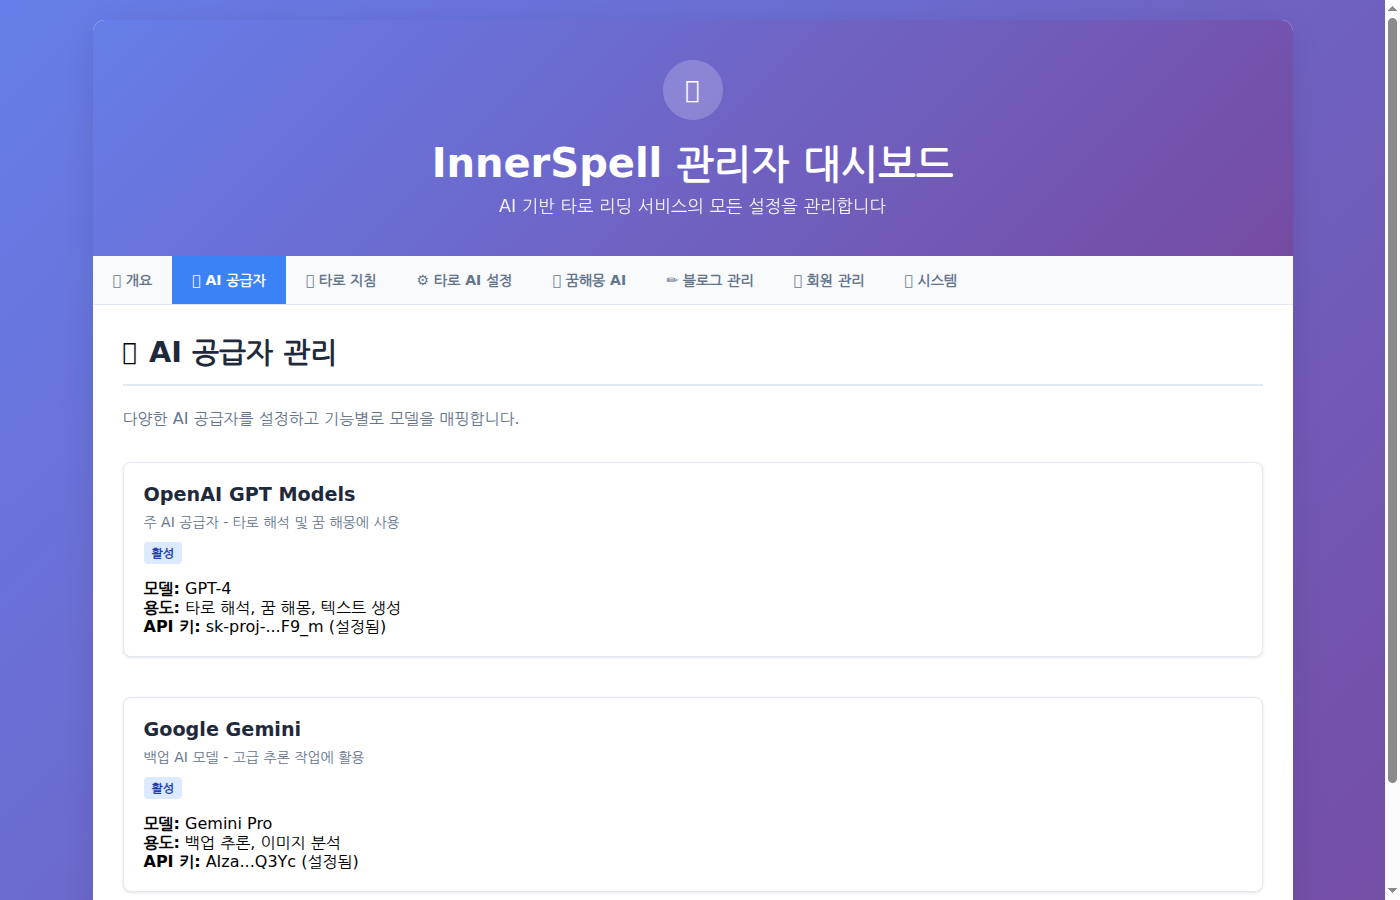 InnerSpell 관리자 대시보드
AI 기반 타로 리딩 서비스의 모든 설정을 관리합니다
개요 AI 공급자 타로 지침 ⚙ 타로 AI 설정 꿈해몽 AI ✏ 블로그 관리 회원 관리 시스템
AI 공급자 관리
다양한 AI 공급자를 설정하고 기능별로 모델을 매핑합니다.
OpenAI GPT Models
주 AI 공급자 - 타로 해석 및 꿈 해몽에 사용
활성
모델: GPT-4
용도: 타로 해석, 꿈 해몽, 텍스트 생성
API 키: sk-proj-...F9_m (설정됨)
Google Gemini
백업 AI 모델 - 고급 추론 작업에 활용
활성
모델: Gemini Pro
용도: 백업 추론, 이미지 분석
API 키: AIza...Q3Yc (설정됨)